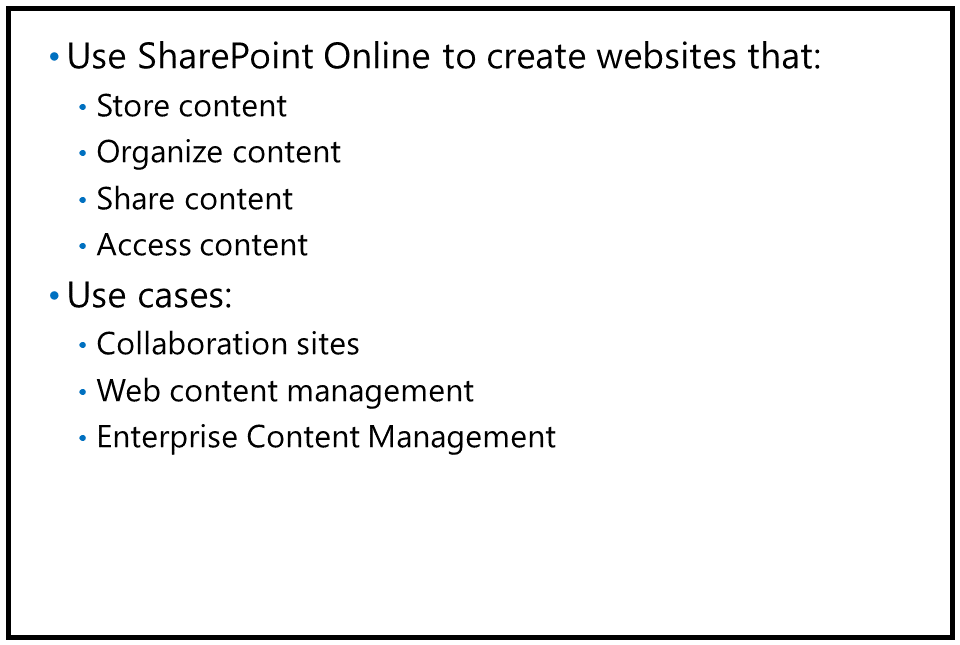 • Use SharePoint Online to create websites that:
• Store content
• Organize content
• Share content
• Access content
• Use cases:
• Collaboration sites
• Web content management
• Enterprise Content Management